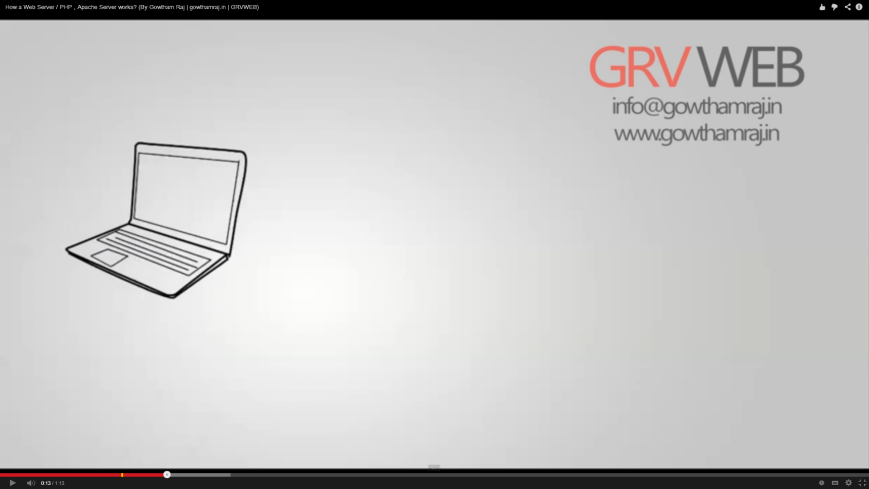 How a Web Server / PHP , Apache Server works? (By Gowtham Raj | gowthamraj.in | GRVWEB)
GRV WEB
info@gowthamraj.in
www.gowthamraj.in
0:13 / 1:13